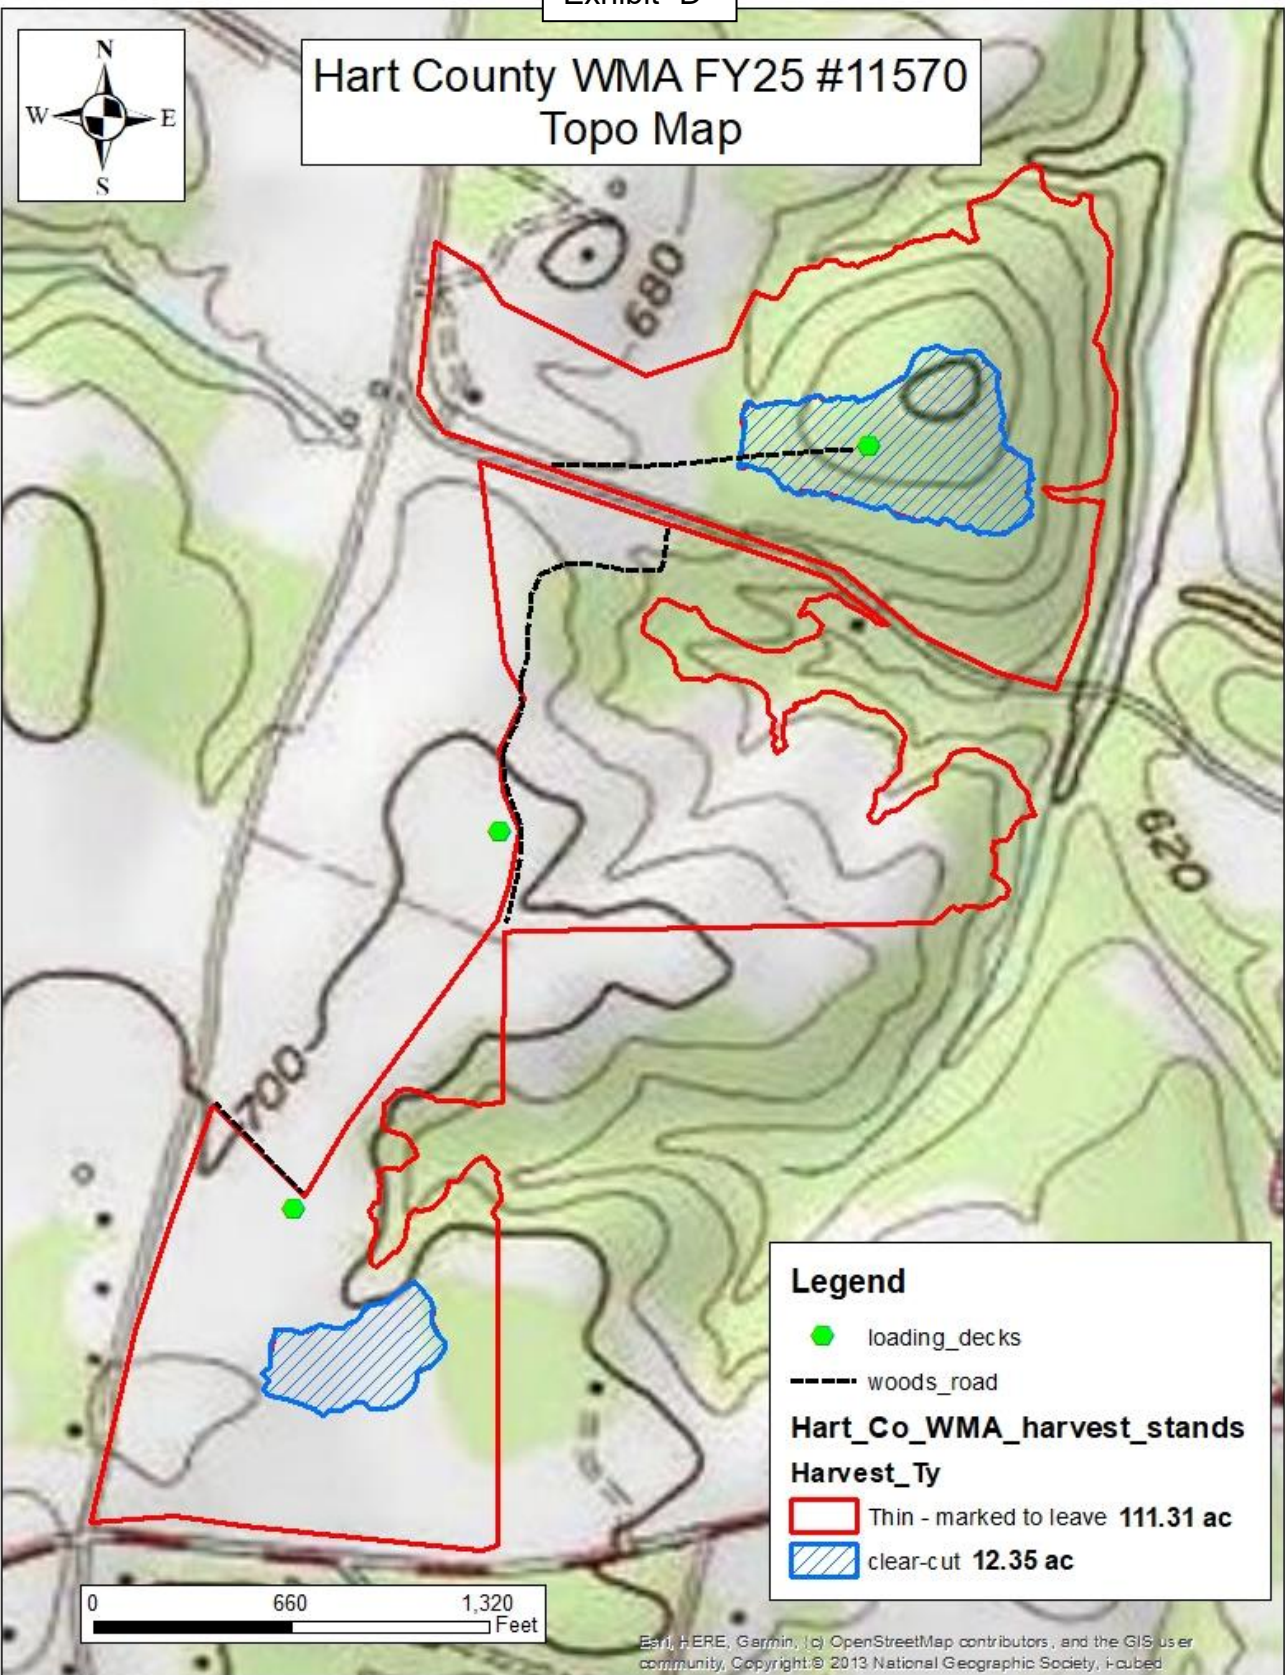 Exhibit "D"
N
W E
S
Hart County WMA FY25 #11570
Topo Map
680
620
700
Legend
loading_decks
woods_road
Hart_Co_WMA_harvest_stands
Harvest_Ty
Thin - marked to leave 111.31 ac
clear-cut 12.35 ac
0 660 1,320
Feet
Esri, HERE, Garmin, (c) OpenStreetMap contributors, and the GIS user
community, Copyright:© 2013 National Geographic Society, i-cubed